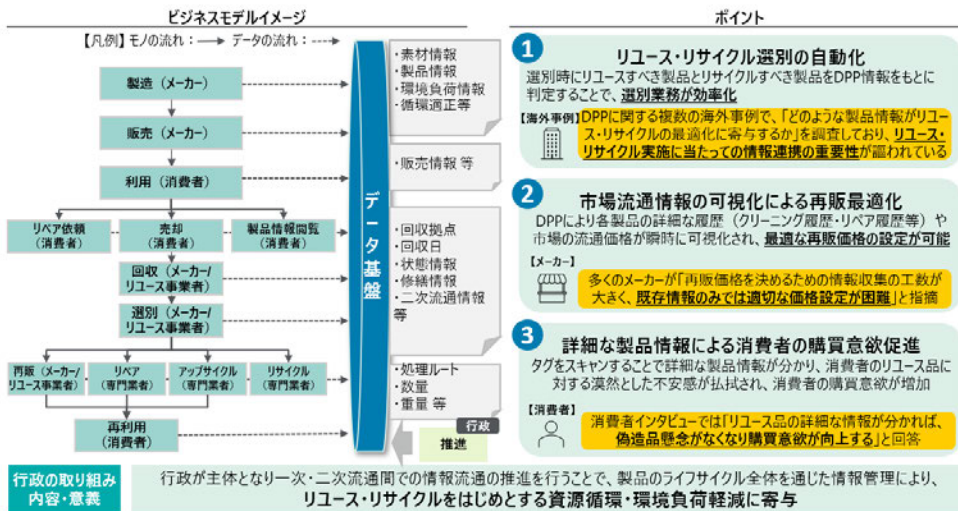 ビジネスモデルイメージ
【凡例】モノの流れ： データの流れ：
製造（メーカー）
販売（メーカー）
利用（消費者）
リペア依頼
（消費者）
売却
（消費者）
製品情報閲覧
（消費者）
回収（メーカー/
リユース事業者）
選別（メーカー/
リユース事業者）
再販（メーカー/
リユース事業者）
リペア
（専門業者）
アップサイクル
（専門業者）
リサイクル
（専門業者）
再利用
（消費者）
データ基盤
・素材情報
・製品情報
・環境負荷情報
・循環適正等
・販売情報 等
・回収拠点
・回収日
・状態情報
・修繕情報
・二次流通情報
等
・処理ルート
・数量
・重量 等
行政
推進
ポイント
1
リユース・リサイクル選別の自動化
選別時にリユースすべき製品とリサイクルすべき製品をDPP情報をもとに
判定することで、選別業務が効率化
【海外事例】
DPPに関する複数の海外事例で、「どのような製品情報がリユ
ース・リサイクルの最適化に寄与するか」を調査しており、リユース・
リサイクル実施に当たっての情報連携の重要性が謳われている
2
市場流通情報の可視化による再販最適化
DPPにより各製品の詳細な履歴（クリーニング履歴・リペア履歴等）や
市場の流通価格が瞬時に可視化され、最適な再販価格の設定が可能
【メーカー】
多くのメーカーが「再販価格を決めるための情報収集の工数が
大きく、既存情報のみでは適切な価格設定が困難」と指摘
3
詳細な製品情報による消費者の購買意欲促進
タグをスキャンすることで詳細な製品情報が分かり、消費者のリユース品に
対する漠然とした不安感が払拭され、消費者の購買意欲が増加
【消費者】
消費者インタビューでは「リユース品の詳細な情報が分かれば、
偽造品懸念がなくなり購買意欲が向上する」と回答
行政の取り組み
内容・意義
行政が主体となり一次・二次流通間での情報流通の推進を行うことで、製品のライフサイクル全体を通じた情報管理により、
リユース・リサイクルをはじめとする資源循環・環境負荷軽減に寄与